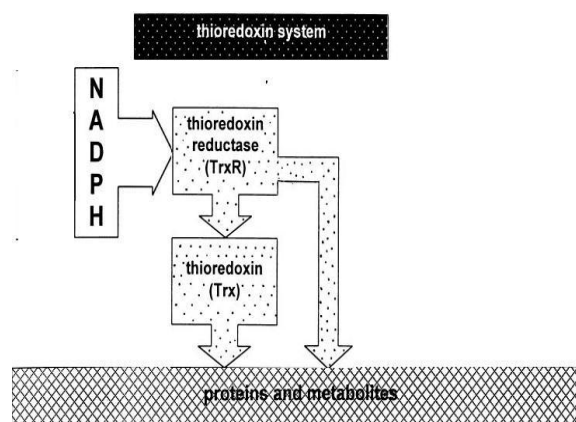 thioredoxin system
N
A
D
P
H
thioredoxin
reductase
(TrxR)
thioredoxin
(Trx)
proteins and metabolites